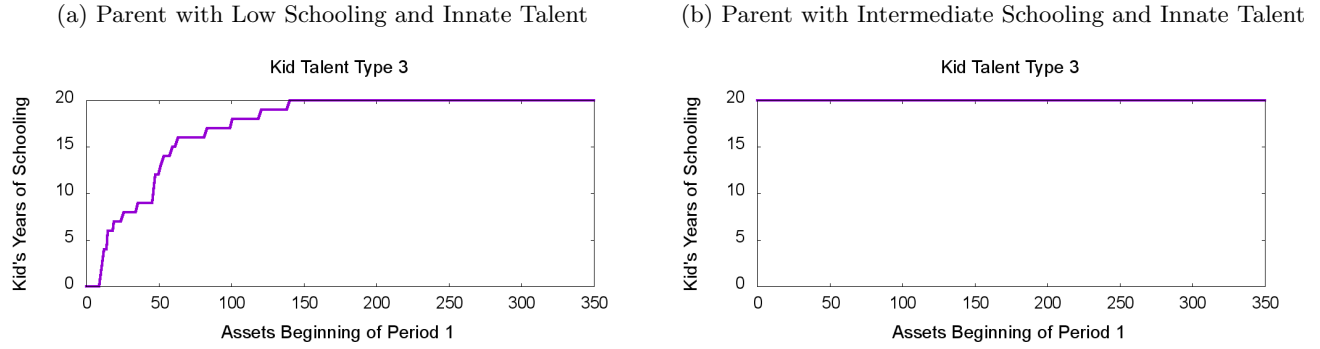 (a) Parent with Low Schooling and Innate Talent
Kid Talent Type 3
Kid's Years of Schooling
20
15
10
5
0
0 50 100 150 200 250 300 350
Assets Beginning of Period 1
(b) Parent with Intermediate Schooling and Innate Talent
Kid Talent Type 3
Kid's Years of Schooling
20
15
10
5
0
0 50 100 150 200 250 300 350
Assets Beginning of Period 1